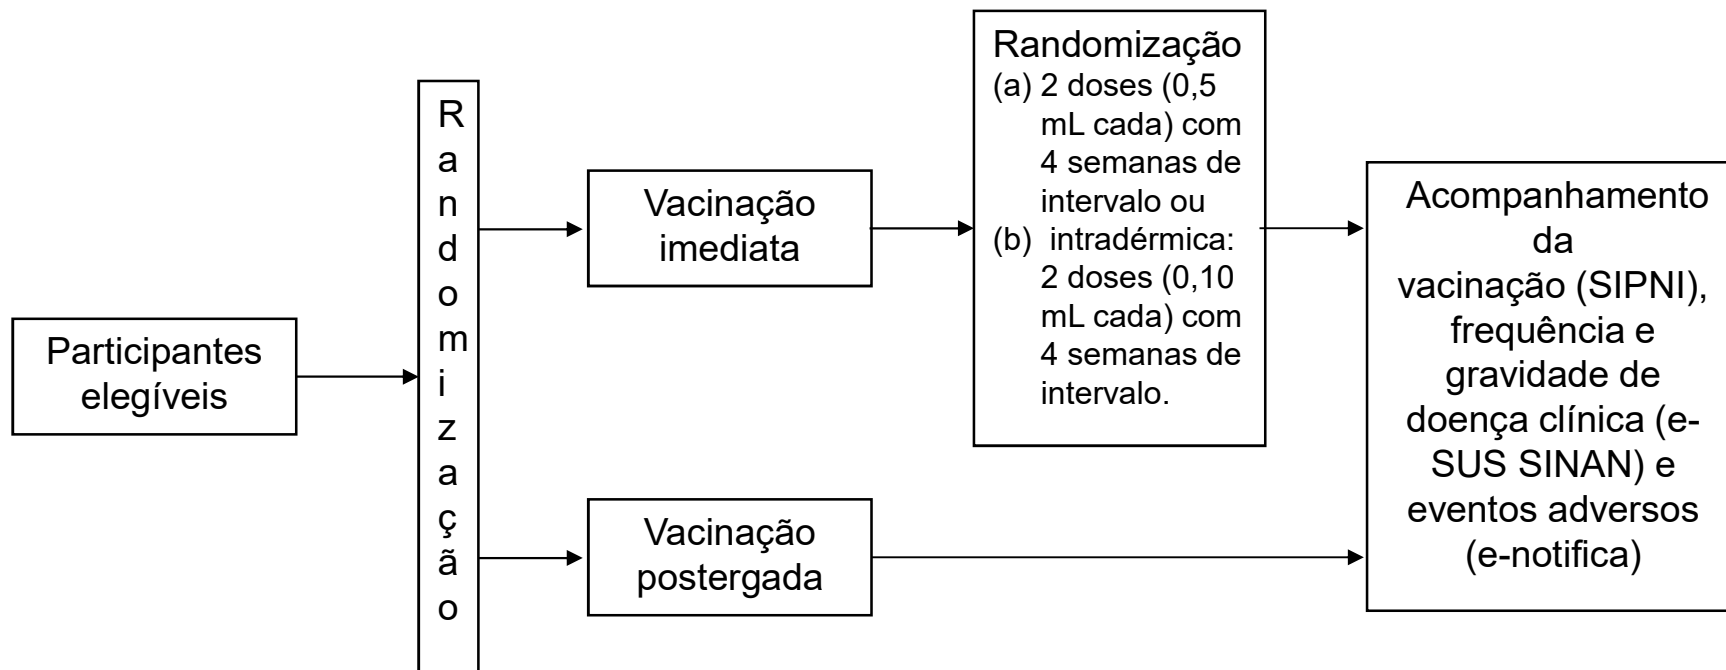 Participantes
elegíveis
Randomização
Vacinação
imediata
Vacinação
postergada
Randomização
(a) 2 doses (0,5
mL cada) com
4 semanas de
intervalo ou
(b) intradérmica:
2 doses (0,10
mL cada) com
4 semanas de
intervalo.
Acompanhamento
da
vacinação (SIPNI),
frequência e
gravidade de
doença clínica (e-
SUS SINAN) e
eventos adversos
(e-notifica)